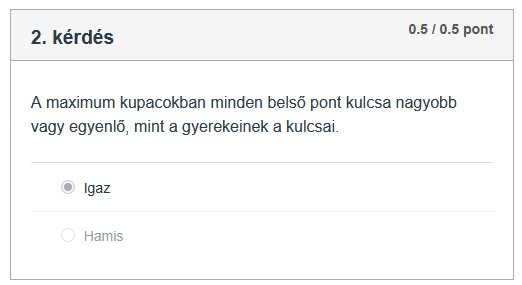 2. kérdés
0.5 / 0.5 pont
A maximum kupacokban minden belső pont kulcsa nagyobb
vagy egyenlő, mint a gyerekeinek a kulcsai.
Igaz
Hamis